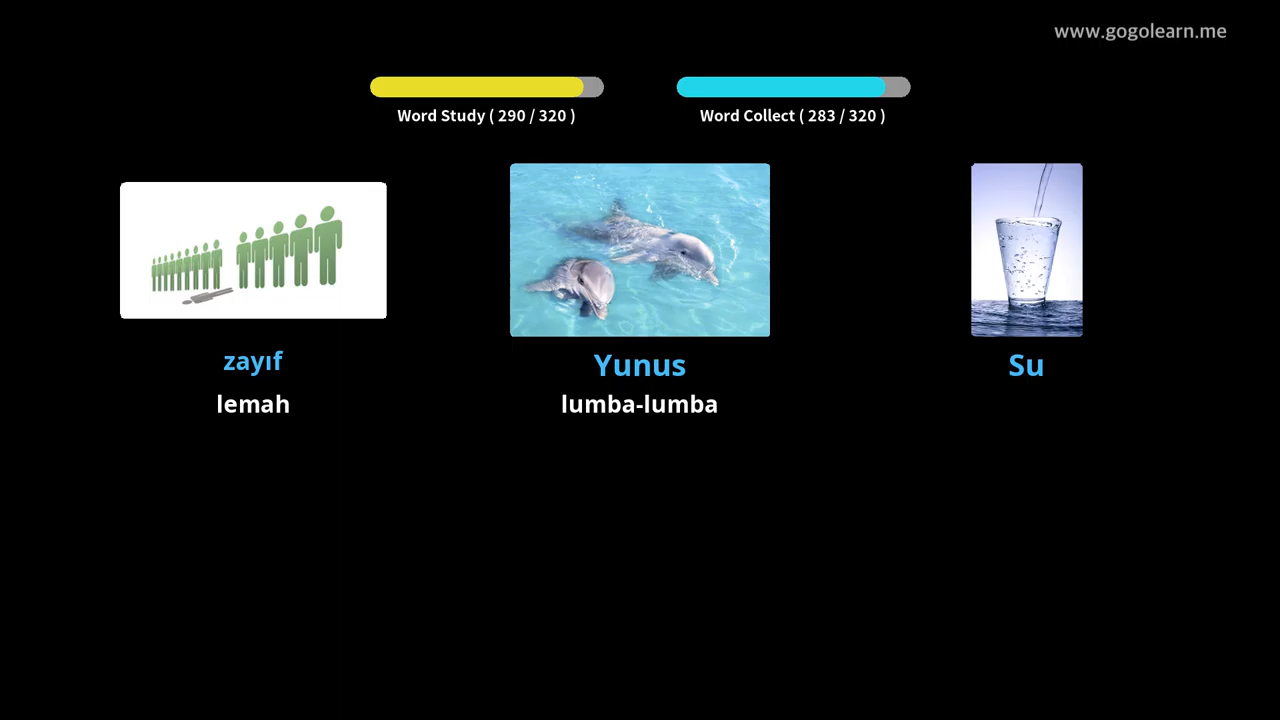 www.gogolearn.me
Word Study ( 290 / 320 )
Word Collect ( 283 / 320 )
zayıf
lemah
Yunus
lumba-lumba
Su